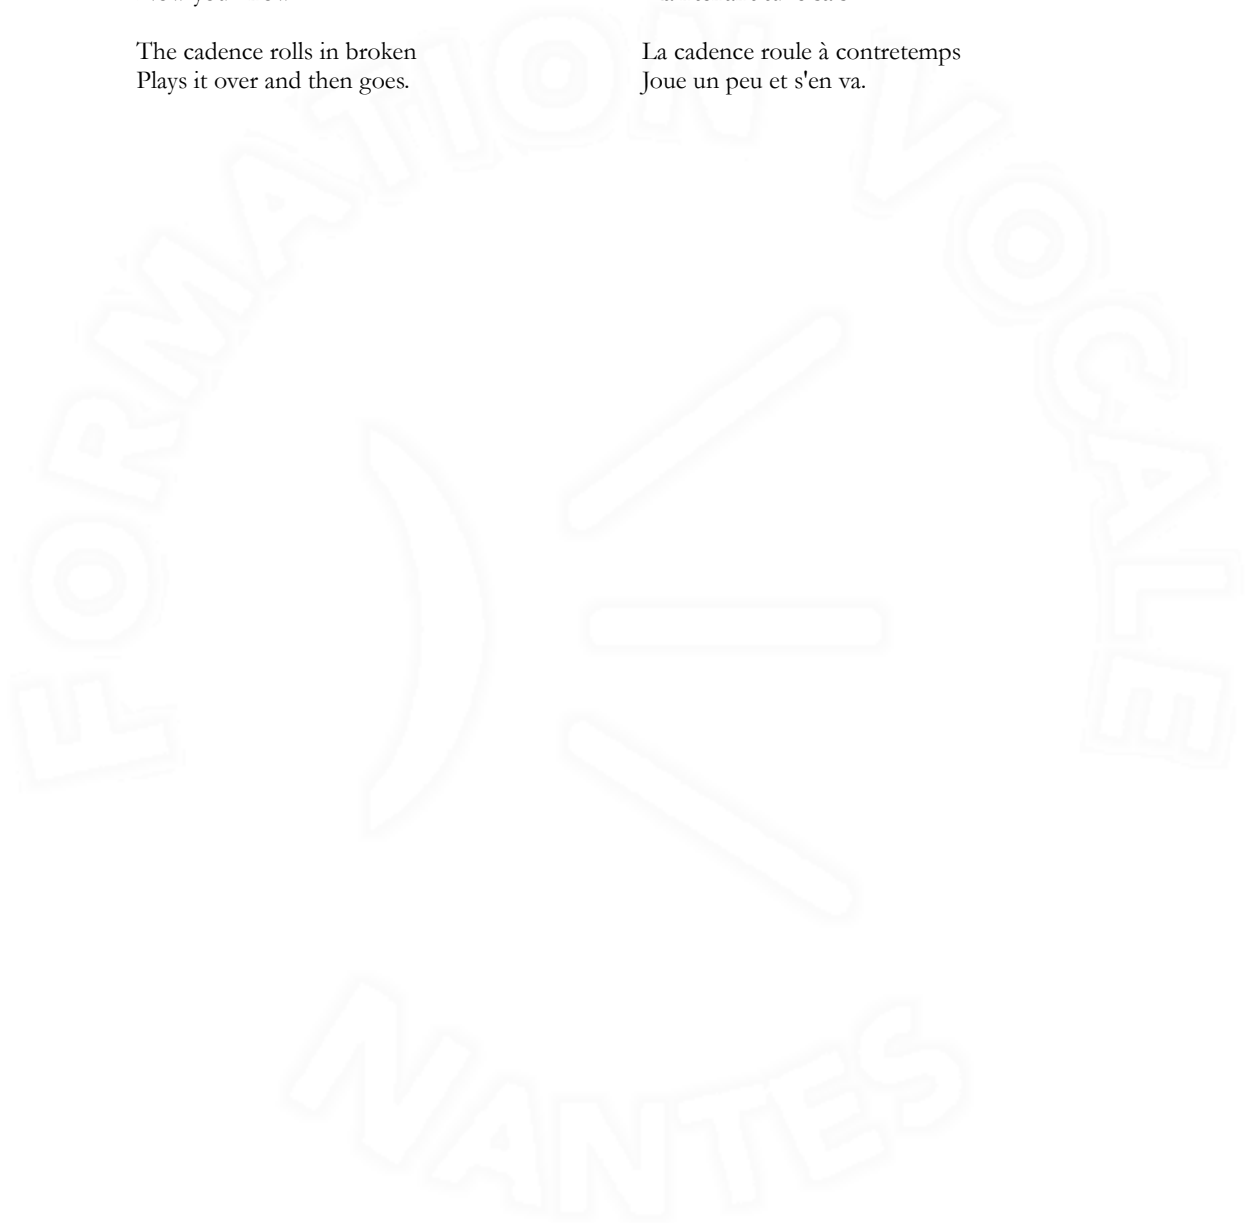 The cadence rolls in broken
Plays it over and then goes.
La cadence roule à contretemps
Joue un peu et s'en va.
FORMATION VOCALE
NANTES